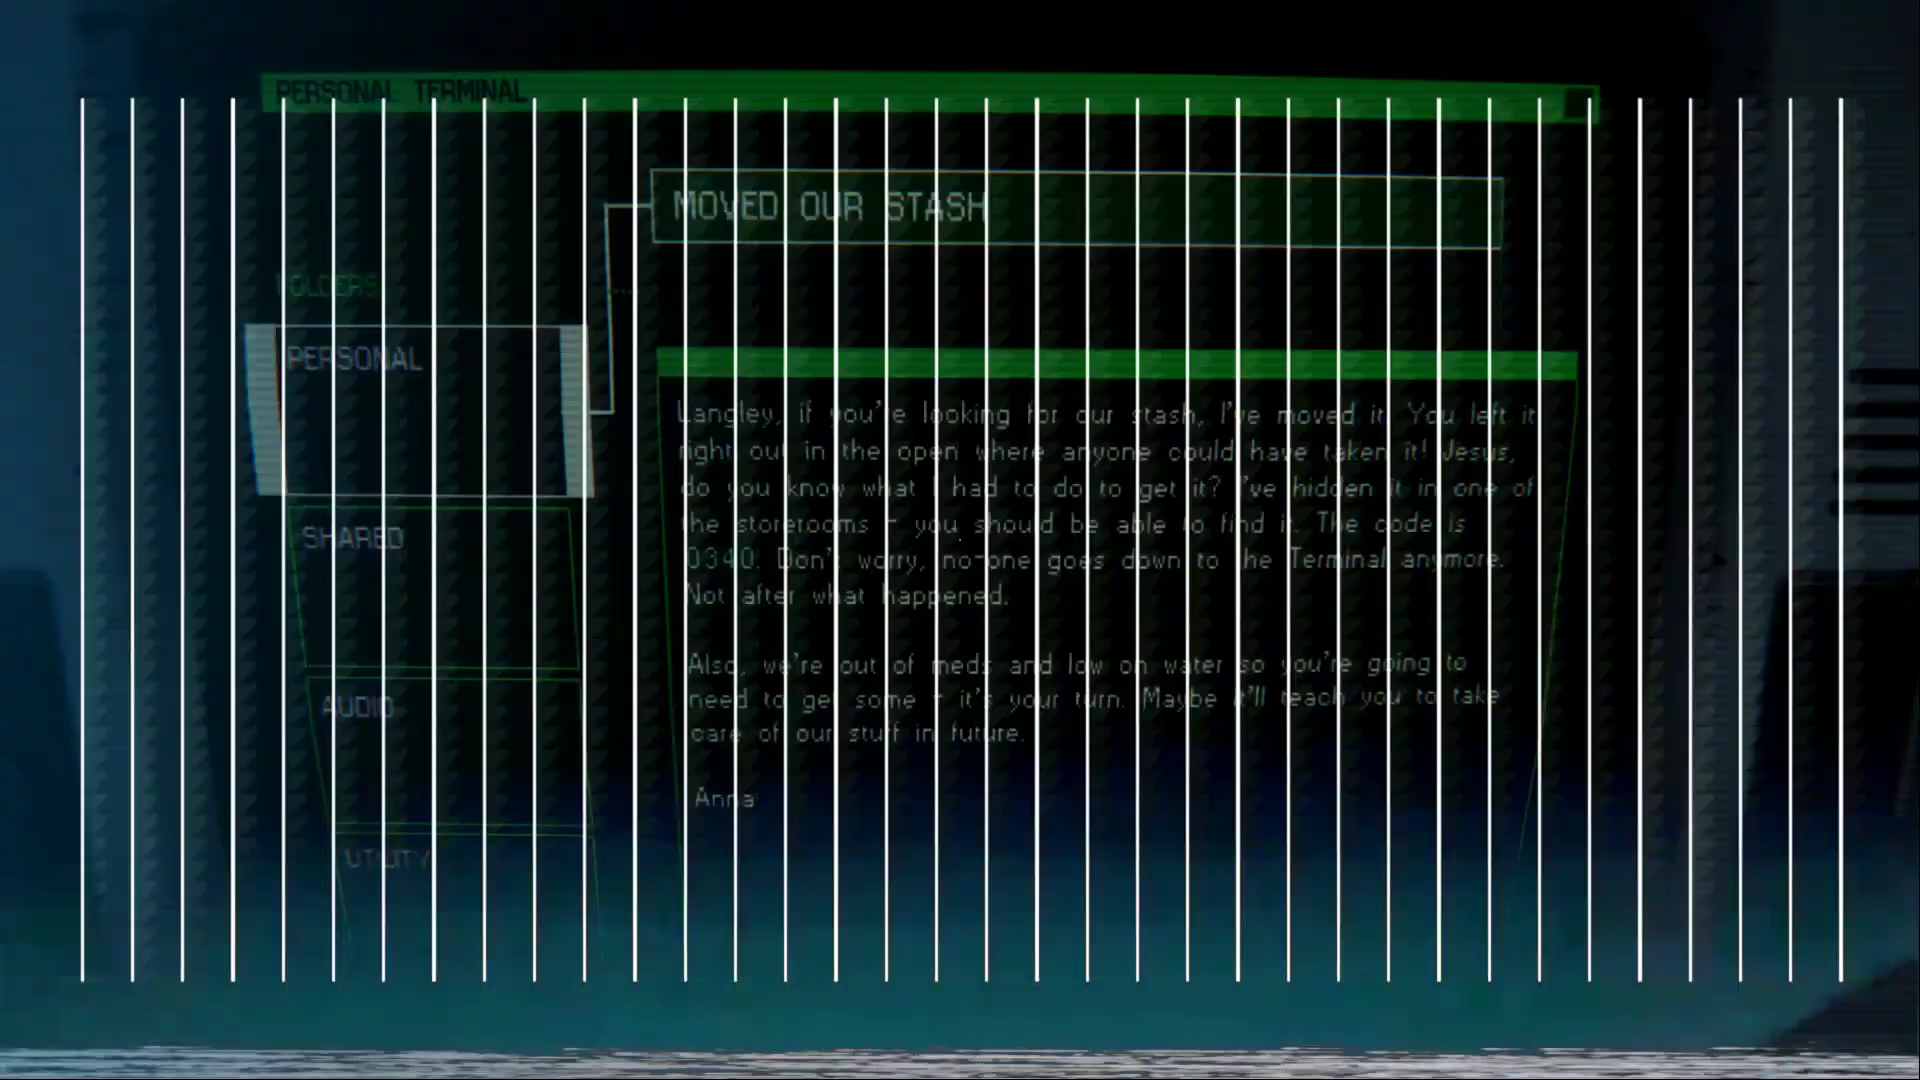 PERSONAL TERMINAL
MOVED OUR STASH
FOLDERS
PERSONAL
SHARED
AUDIO
UTILITY
Langley, if you're looking for our stash, I've moved it. You left it
right out in the open where anyone could have taken it! Jesus,
do you know what I had to do to get it? I've hidden it in one of
the storerooms - you should be able to find it. The code is
0340. Don't worry, no-one goes down to the Terminal anymore.
Not after what happened.
Also, we're out of meds and low on water so you're going to
need to get some - it's your turn. Maybe it'll teach you to take
care of our stuff in future.
Anna